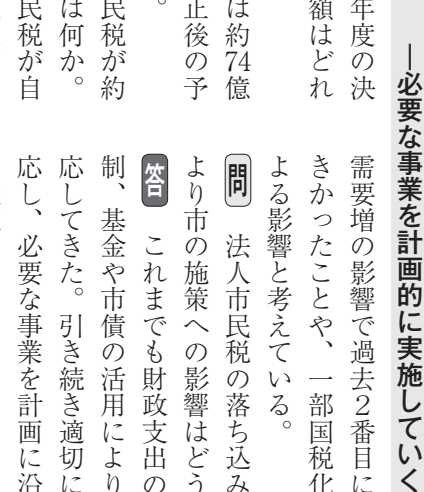 ―必要な事業を計画的に実施していく
年度の決
額はどれ
は約74億
正後の予
。
民税が約
は何か。
民税が自
需要増の影響で過去２番目に
きかったことや、一部国税化
よる影響と考えている。
問　法人市民税の落ち込み
より市の施策への影響はどう
答　これまでも財政支出の
制、基金や市債の活用により
応してきた。引き続き適切に
応し、必要な事業を計画に沿